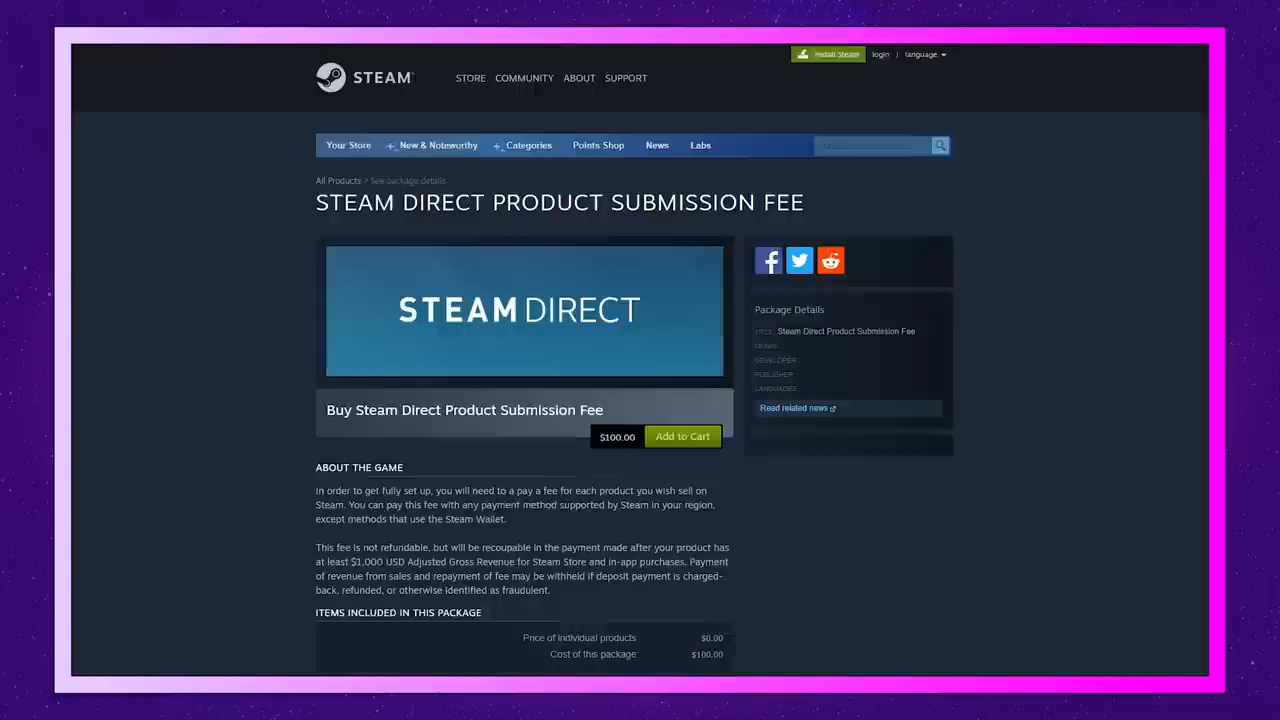 Install Steam
login | language
STEAM
STORE COMMUNITY ABOUT SUPPORT
Your Store New & Noteworthy Categories Points Shop News Labs
All Products > See package details
STEAM DIRECT PRODUCT SUBMISSION FEE
STEAM DIRECT
Buy Steam Direct Product Submission Fee
$100.00 Add to Cart
ABOUT THE GAME
In order to get fully set up, you will need to a pay a fee for each product you wish sell on
Steam. You can pay this fee with any payment method supported by Steam in your region,
except methods that use the Steam Wallet.
This fee is not refundable, but will be recoupable in the payment made after your product has
at least $1,000 USD Adjusted Gross Revenue for Steam Store and in-app purchases. Payment
of revenue from sales and repayment of fee may be withheld if deposit payment is charged-
back, refunded, or otherwise identified as fraudulent.
ITEMS INCLUDED IN THIS PACKAGE
Price of individual products $0.00
Cost of this package: $100.00
Package Details
TITLE: Steam Direct Product Submission Fee
GENRE:
DEVELOPER:
PUBLISHER:
LANGUAGES:
Read related news